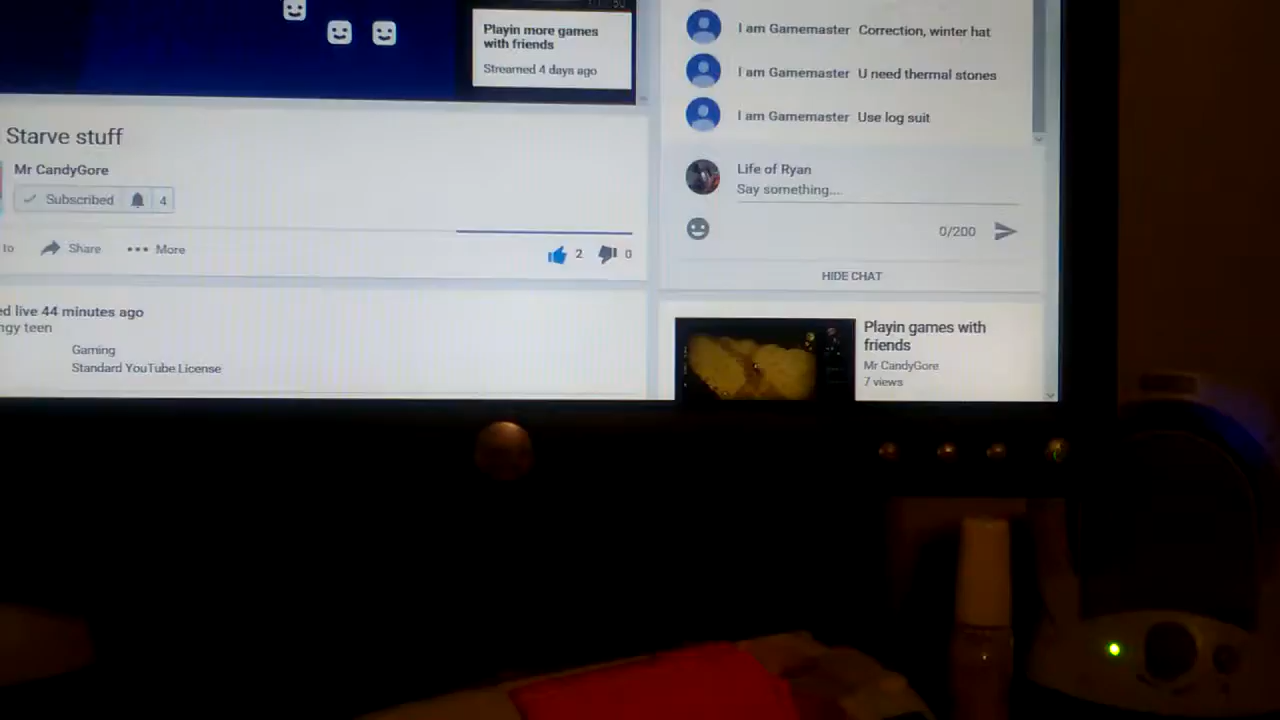 Playin more games
with friends
Streamed 4 days ago
I am Gamemaster Correction, winter hat
I am Gamemaster U need thermal stones
I am Gamemaster Use log suit
Starve stuff
Mr CandyGore
Subscribed 4
to Share More
2 0
Life of Ryan
Say something...
0/200
HIDE CHAT
live 44 minutes ago
teen
Gaming
Standard YouTube License
Playin games with
friends
Mr CandyGore
7 views